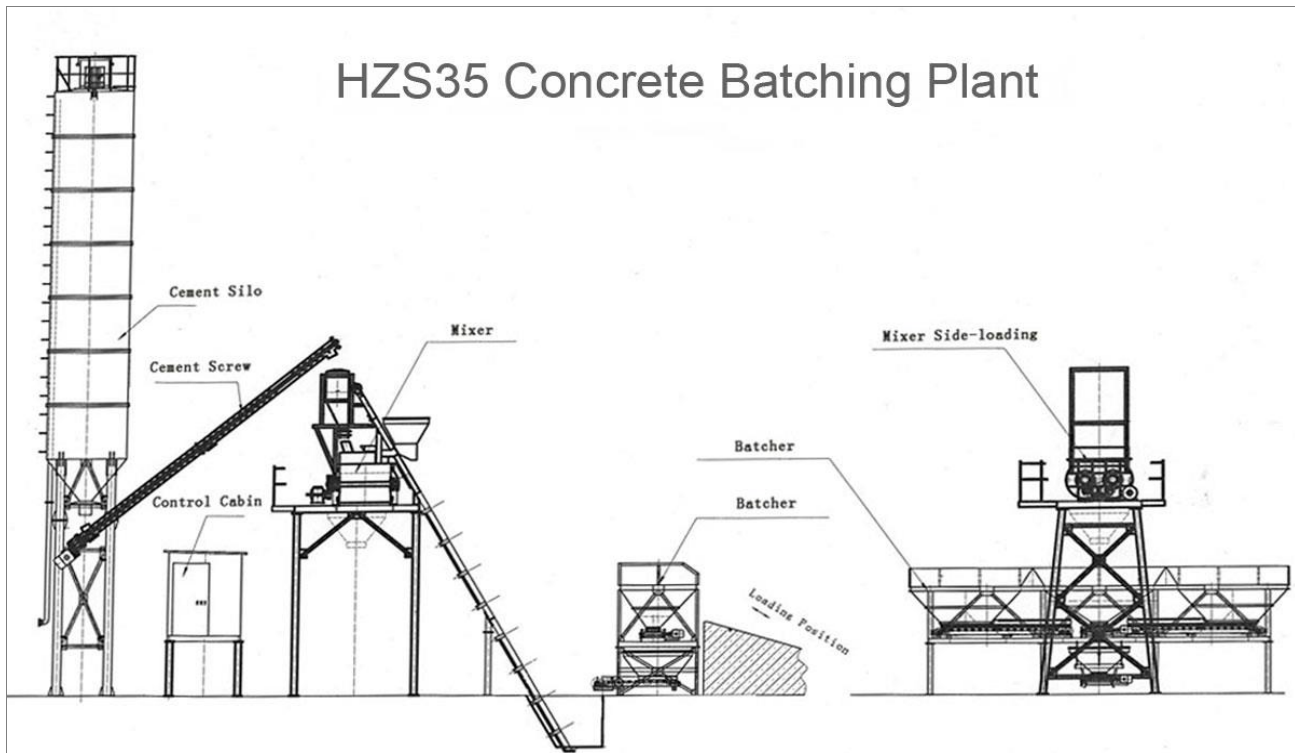 HZS35 Concrete Batching Plant
Cement Silo
Mixer
Mixer Side-loading
Cement Screw
Batcher
Control Cabin
Batcher
Loading Position